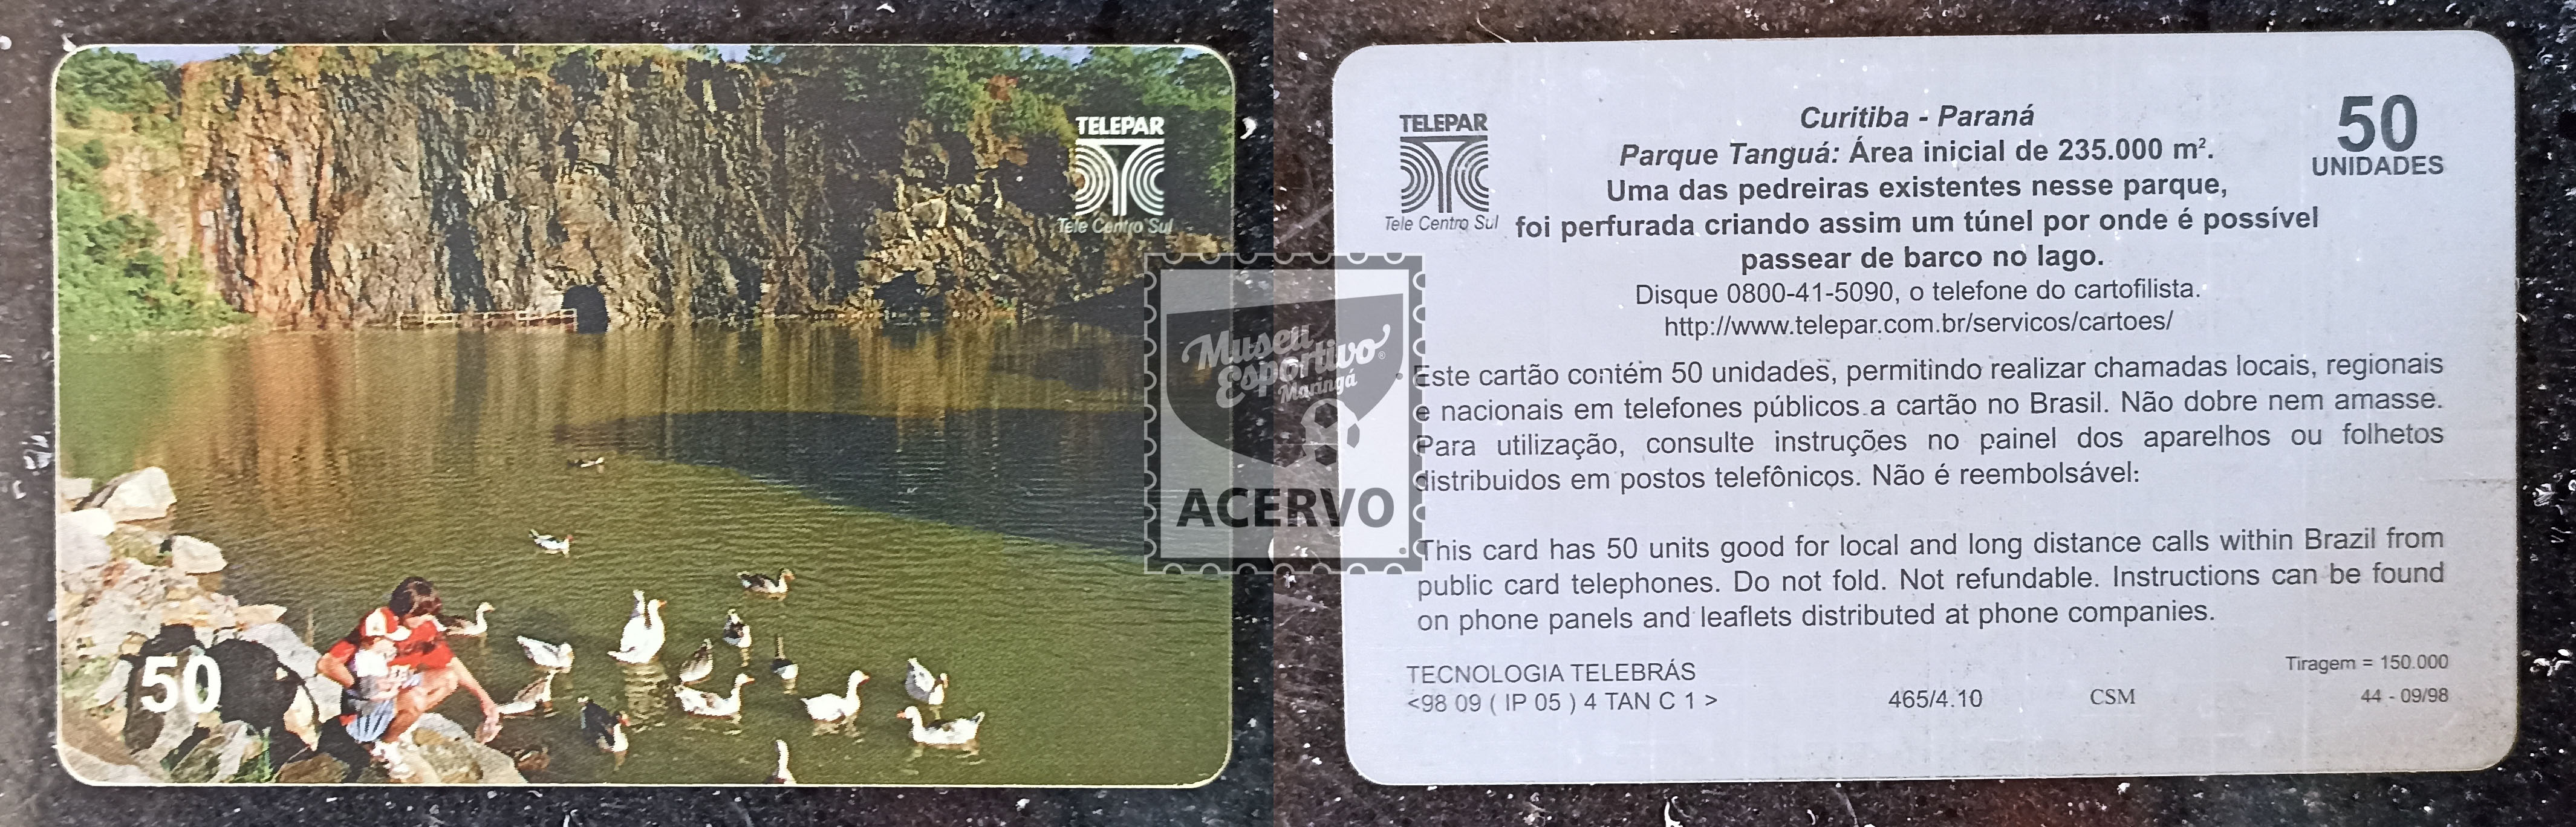 TELEPAR
Tele Centro Sul
50
Museu
Esportivo®
Maringá
ACERVO
TELEPAR
Tele Centro Sul
50
UNIDADES
Curitiba - Paraná
Parque Tanguá: Área inicial de 235.000 m².
Uma das pedreiras existentes nesse parque,
foi perfurada criando assim um túnel por onde é possível
passear de barco no lago.
Disque 0800-41-5090, o telefone do cartofilista.
http://www.telepar.com.br/servicos/cartoes/
Este cartão contém 50 unidades, permitindo realizar chamadas locais, regionais
e nacionais em telefones públicos a cartão no Brasil. Não dobre nem amasse.
Para utilização, consulte instruções no painel dos aparelhos ou folhetos
distribuidos em postos telefônicos. Não é reembolsável:
This card has 50 units good for local and long distance calls within Brazil from
public card telephones. Do not fold. Not refundable. Instructions can be found
on phone panels and leaflets distributed at phone companies.
TECNOLOGIA TELEBRÁS
<98 09 ( IP 05 ) 4 TAN C 1 >
465/4.10
CSM
Tiragem = 150.000
44 - 09/98